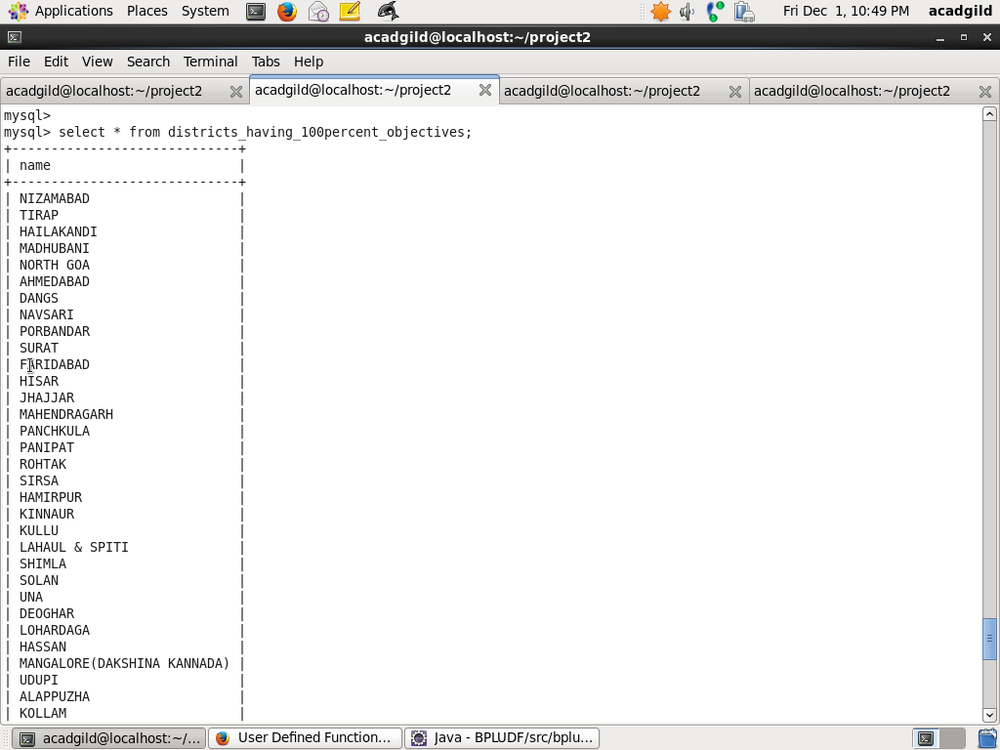 Applications Places System Fri Dec 1, 10:49 PM acadgild
acadgild@localhost:~/project2
File Edit View Search Terminal Tabs Help
acadgild@localhost:~/project2 acadgild@localhost:~/project2 acadgild@localhost:~/project2 acadgild@localhost:~/project2
mysql>
mysql> select * from districts_having_100percent_objectives;
+-----------------------------+
| name |
+-----------------------------+
| NIZAMABAD |
| TIRAP |
| HAILAKANDI |
| MADHUBANI |
| NORTH GOA |
| AHMEDABAD |
| DANGS |
| NAVSARI |
| PORBANDAR |
| SURAT |
| FARIDABAD |
| HISAR |
| JHAJJAR |
| MAHENDRAGARH |
| PANCHKULA |
| PANIPAT |
| ROHTAK |
| SIRSA |
| HAMIRPUR |
| KINNAUR |
| KULLU |
| LAHAUL & SPITI |
| SHIMLA |
| SOLAN |
| UNA |
| DEOGHAR |
| LOHARDAGA |
| HASSAN |
| MANGALORE(DAKSHINA KANNADA) |
| UDUPI |
| ALAPPUZHA |
| KOLLAM |
acadgild@localhost:~/... User Defined Function... Java - BPLUDF/src/bplu...